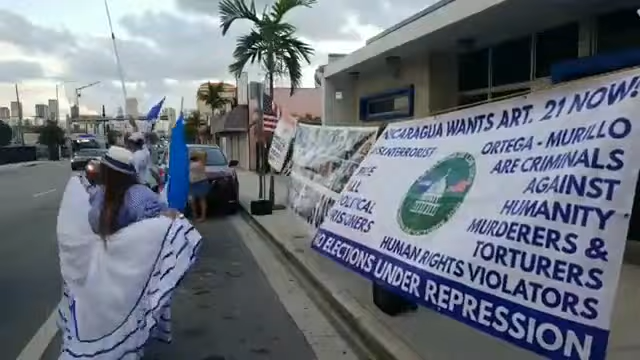 NICARAGUA WANTS ART. 21 NOW!
ORTEGA - MURILLO
ARE CRIMINALS
AGAINST
HUMANITY
MURDERERS &
TORTURERS
HUMAN RIGHTS VIOLATORS
ALL
POLITICAL
PRISONERS
NO ELECTIONS UNDER REPRESSION